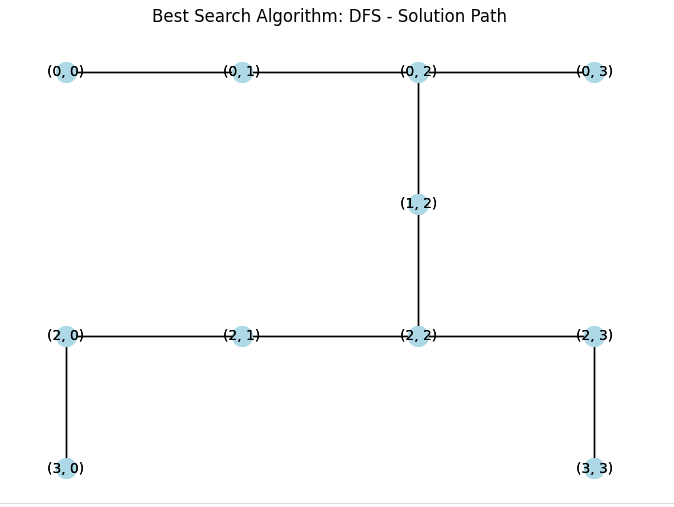 Best Search Algorithm: DFS - Solution Path
(0, 0) (0, 1) (0, 2) (0, 3)
(1, 2)
(2, 0) (2, 1) (2, 2) (2, 3)
(3, 0) (3, 3)